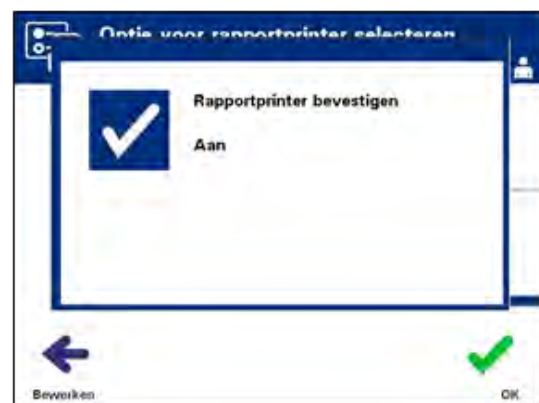 Optie voor rapportprinter selecteren
Rapportprinter bevestigen
Aan
Bewerken
OK